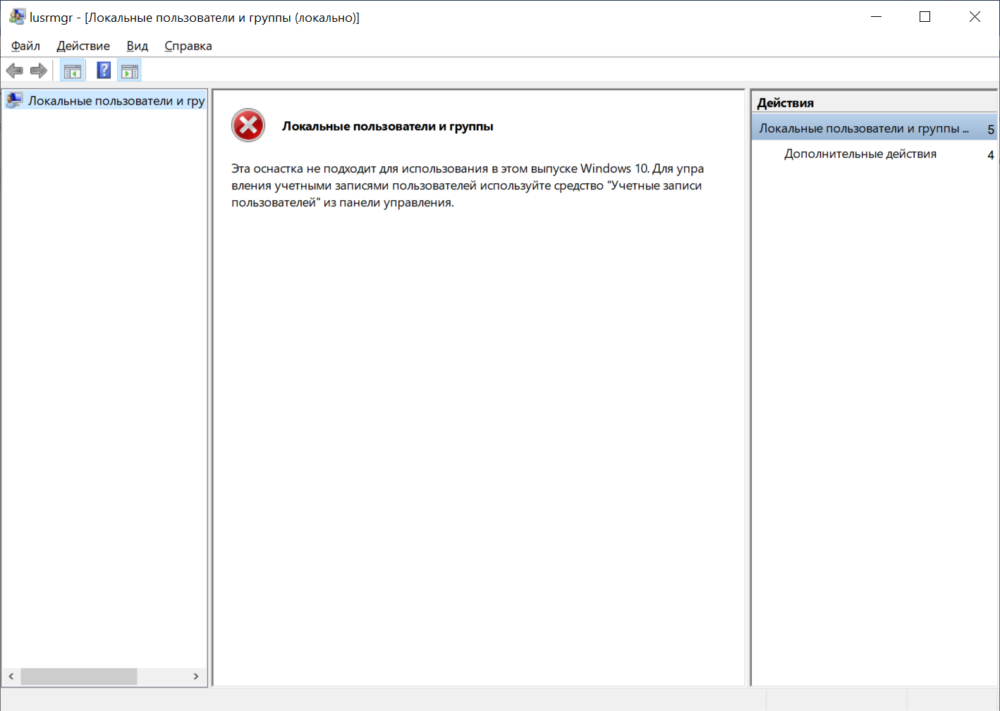 lusrmgr - [Локальные пользователи и группы (локально)]
Файл Действие Вид Справка
Локальные пользователи и гру
Локальные пользователи и группы
Эта оснастка не подходит для использования в этом выпуске Windows 10. Для упра
вления учетными записями пользователей используйте средство "Учетные записи
пользователей" из панели управления.
Действия
Локальные пользователи и группы ... 5
Дополнительные действия 4